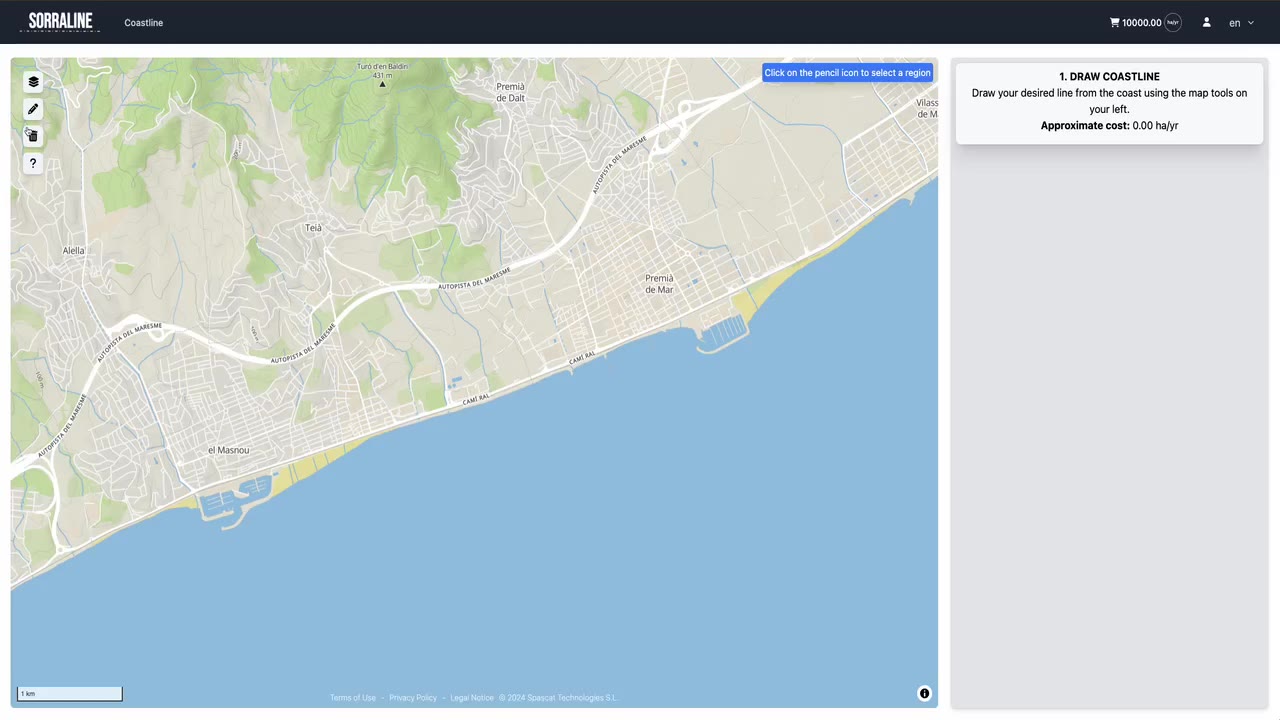 SORRALINE
Coastline
10000.00 ha/yr
en
Click on the pencil icon to select a region
1. DRAW COASTLINE
Draw your desired line from the coast using the map tools on
your left.
Approximate cost: 0.00 ha/yr
Turó d'en Baldiri
431 m
Premià
de Dalt
Vilass
de M
AUTOPISTA DEL MARESME
Teià
Alella
AUTOPISTA DEL MARESME
Premià
de Mar
AUTOPISTA DEL MARESME
AUTOPISTA DEL MARESME
CAMÍ RAL
100 m
CAMÍ RAL
AUTOPISTA DEL MARESME
el Masnou
?
1 km
Terms of Use - Privacy Policy - Legal Notice © 2024 Spascat Technologies S.L.